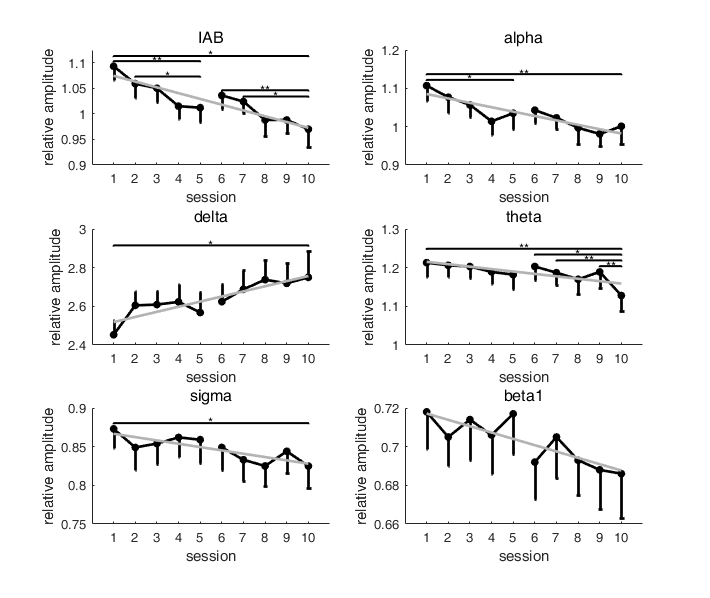 IAB
relative amplitude
1.1
1.05
1
0.95
0.9
*
**
*
**
*
1 2 3 4 5 6 7 8 9 10
session
alpha
relative amplitude
1.2
1.1
1
0.9
**
*
1 2 3 4 5 6 7 8 9 10
session
delta
relative amplitude
3
2.8
2.6
2.4
*
1 2 3 4 5 6 7 8 9 10
session
theta
relative amplitude
1.3
1.2
1.1
1
**
*
**
**
1 2 3 4 5 6 7 8 9 10
session
sigma
relative amplitude
0.9
0.85
0.8
0.75
*
1 2 3 4 5 6 7 8 9 10
session
beta1
relative amplitude
0.72
0.7
0.68
0.66
1 2 3 4 5 6 7 8 9 10
session